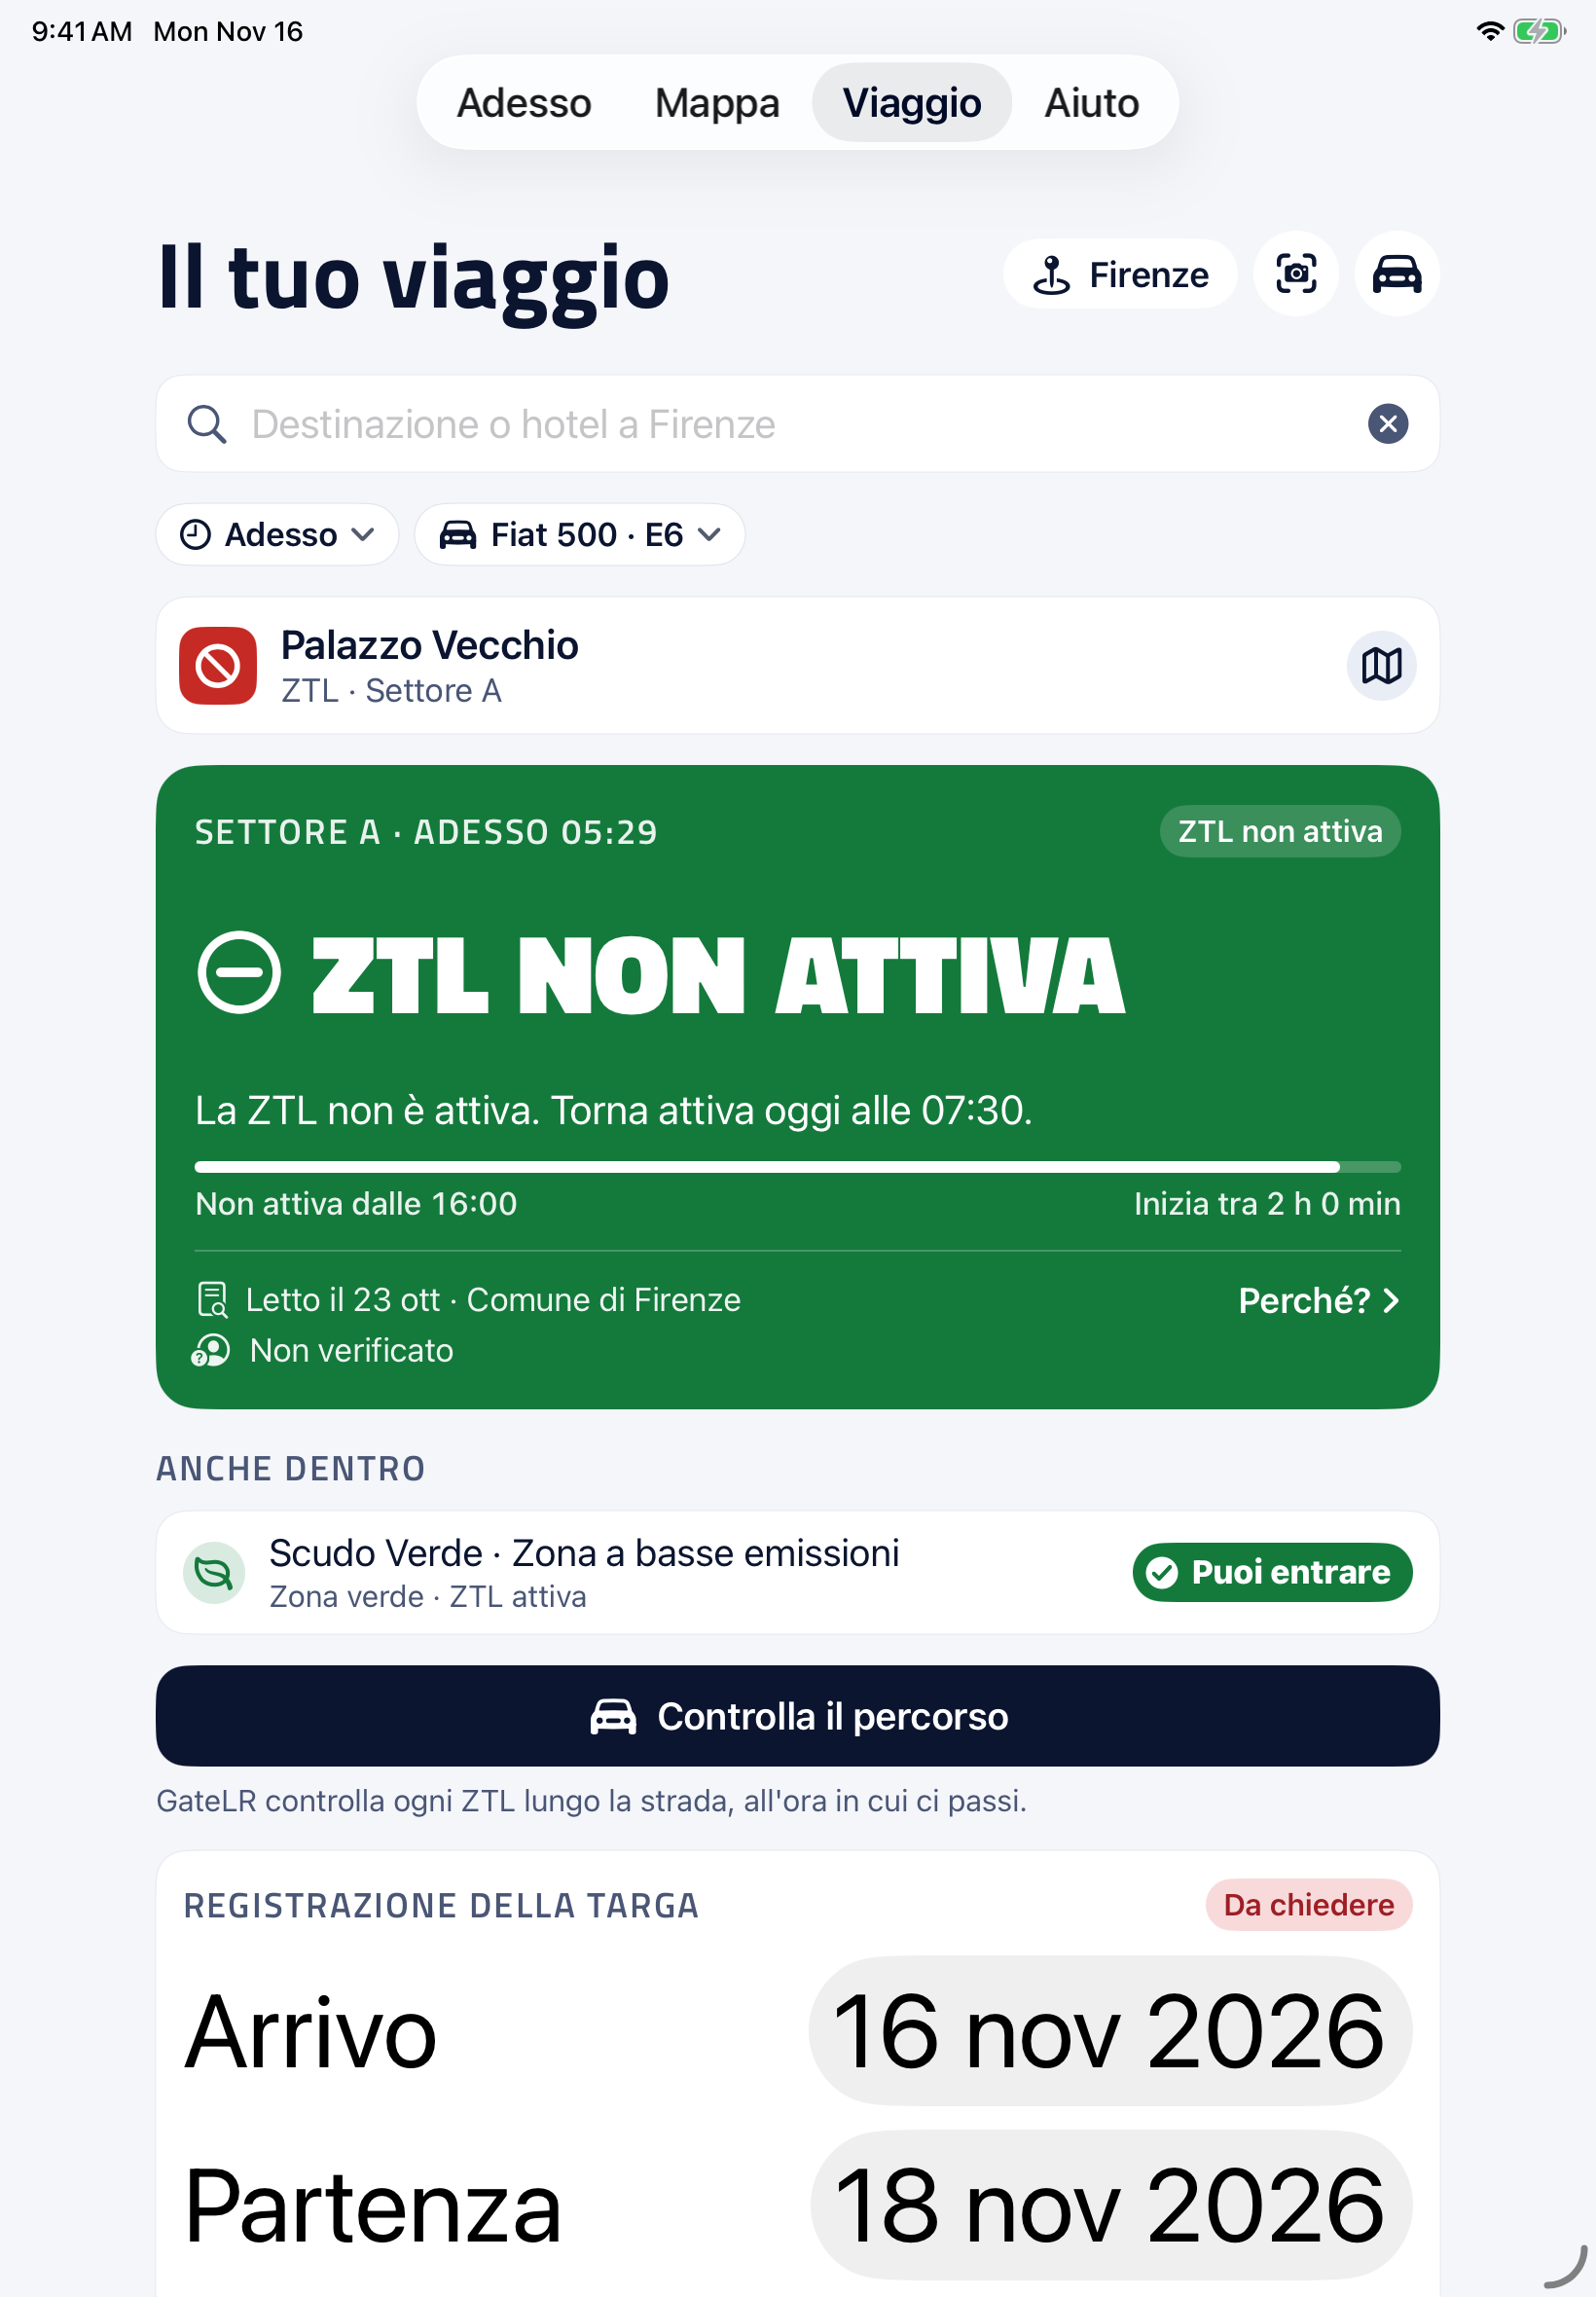 9:41 AM Mon Nov 16
Adesso Mappa Viaggio Aiuto
Il tuo viaggio
Firenze
Destinazione o hotel a Firenze
Adesso
Fiat 500 · E6
Palazzo Vecchio
ZTL · Settore A
SETTORE A · ADESSO 05:29
ZTL non attiva
ZTL NON ATTIVA
La ZTL non è attiva. Torna attiva oggi alle 07:30.
Non attiva dalle 16:00
Inizia tra 2 h 0 min
Letto il 23 ott · Comune di Firenze
Perché?
Non verificato
ANCHE DENTRO
Scudo Verde · Zona a basse emissioni
Zona verde · ZTL attiva
Puoi entrare
Controlla il percorso
GateLR controlla ogni ZTL lungo la strada, all'ora in cui ci passi.
REGISTRAZIONE DELLA TARGA
Da chiedere
Arrivo
16 nov 2026
Partenza
18 nov 2026